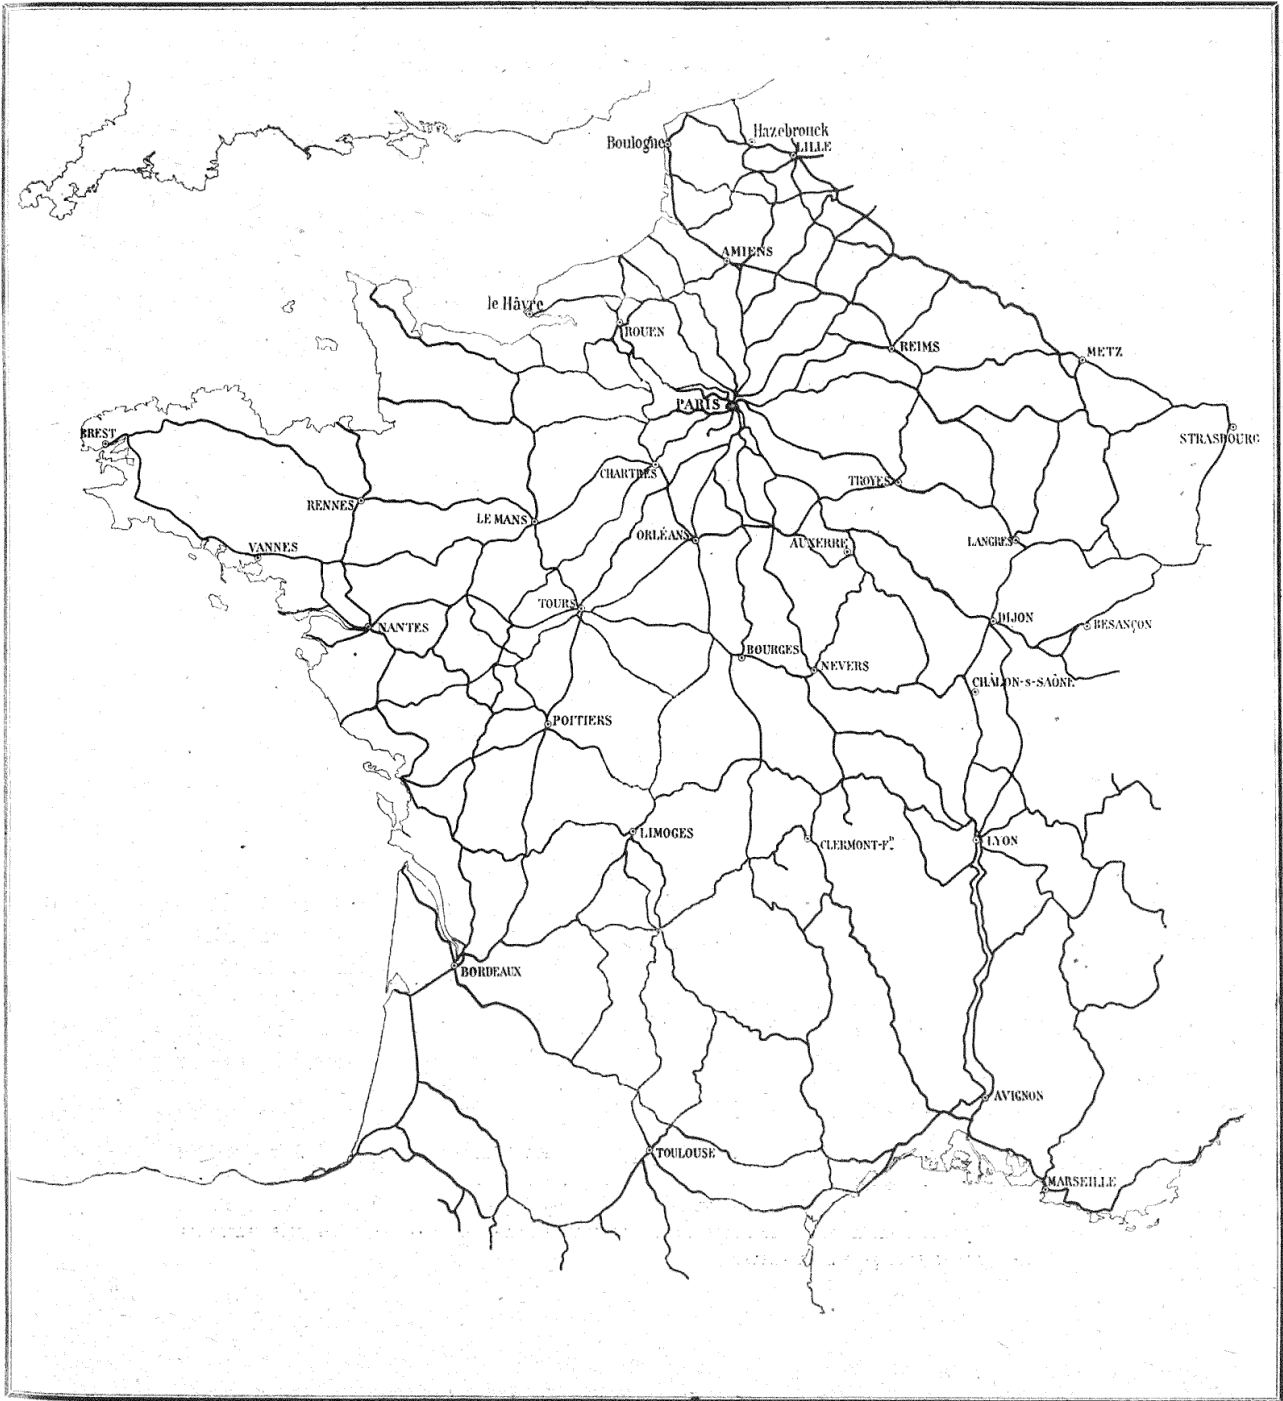 Hazebrouck
Boulogne
LILLE
AMIENS
le Hâvre
ROUEN
REIMS
METZ
PARIS
BREST
STRASBOURG
CHARTRES
TROYES
RENNES
LE MANS
ORLÉANS
AUXERRE
LANGRES
VANNES
TOURS
NANTES
DIJON
BESANÇON
BOURGES
NEVERS
CHÂLON-s-SAÔNE
POITIERS
LIMOGES
CLERMONT-Fd.
LYON
BORDEAUX
AVIGNON
TOULOUSE
MARSEILLE